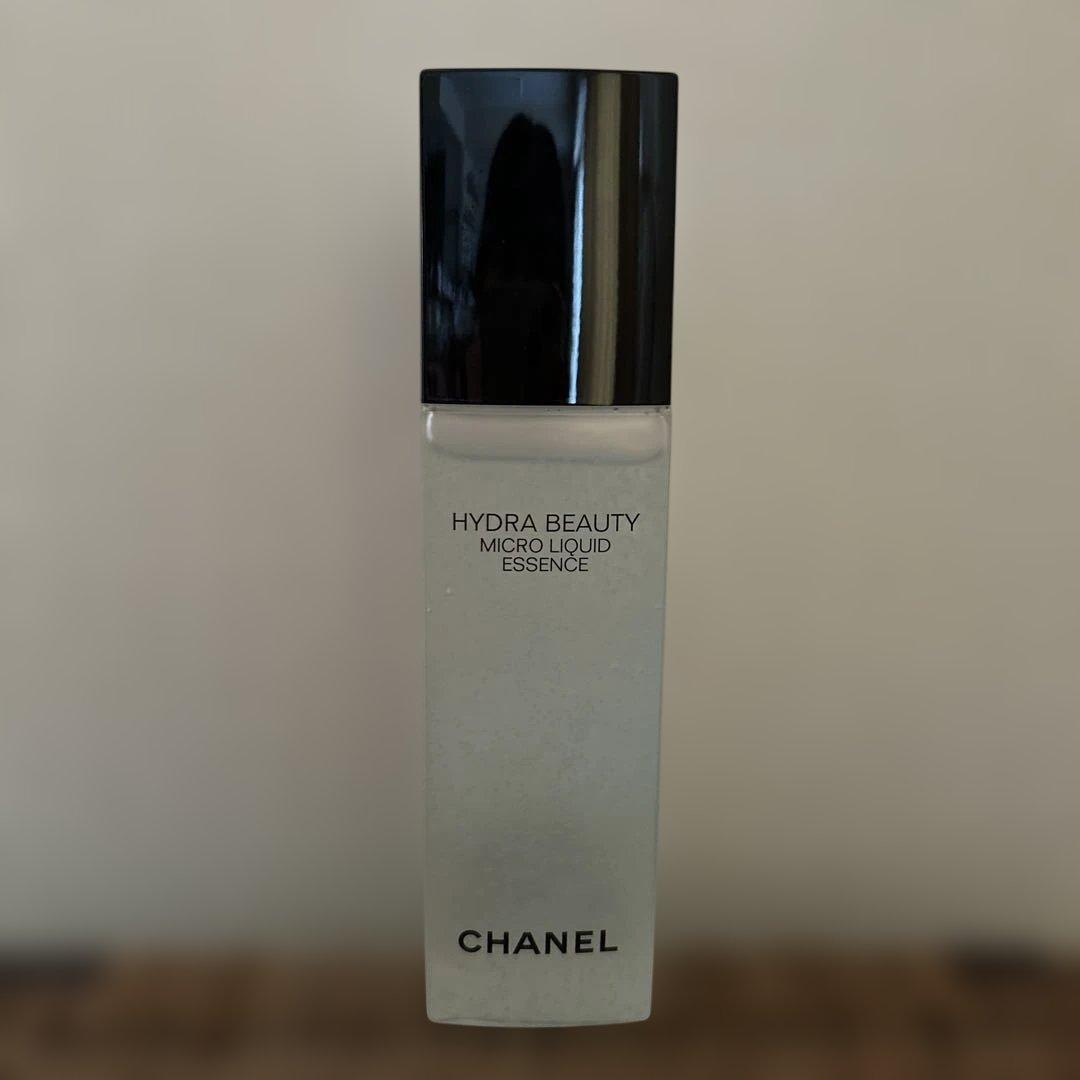 HYDRA BEAUTY
MICRO LIQUID
ESSENCE
CHANEL